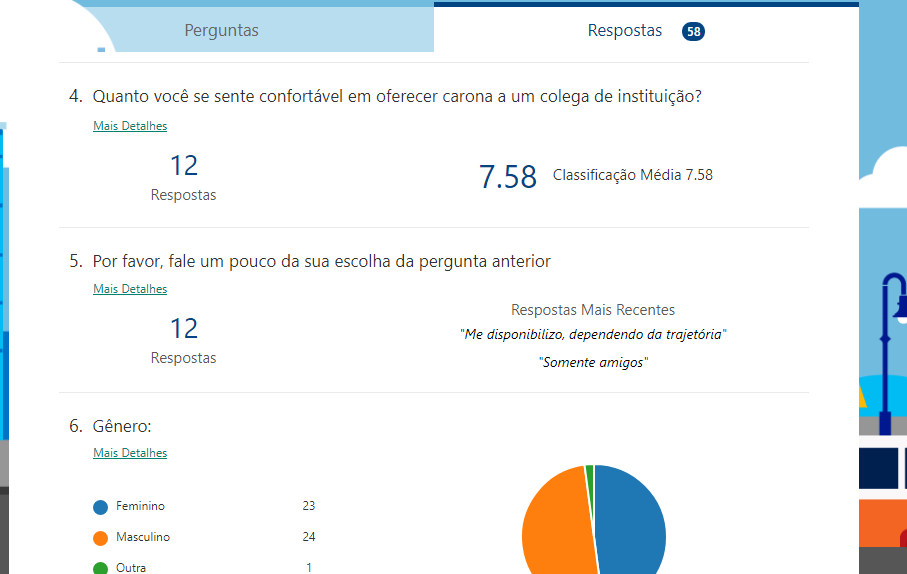 Perguntas
Respostas 58
4. Quanto você se sente confortável em oferecer carona a um colega de instituição?
Mais Detalhes
12
Respostas
7.58 Classificação Média 7.58
5. Por favor, fale um pouco da sua escolha da pergunta anterior
Mais Detalhes
12
Respostas
Respostas Mais Recentes
"Me disponibilizo, dependendo da trajetória"
"Somente amigos"
6. Gênero:
Mais Detalhes
Feminino 23
Masculino 24
Outra 1